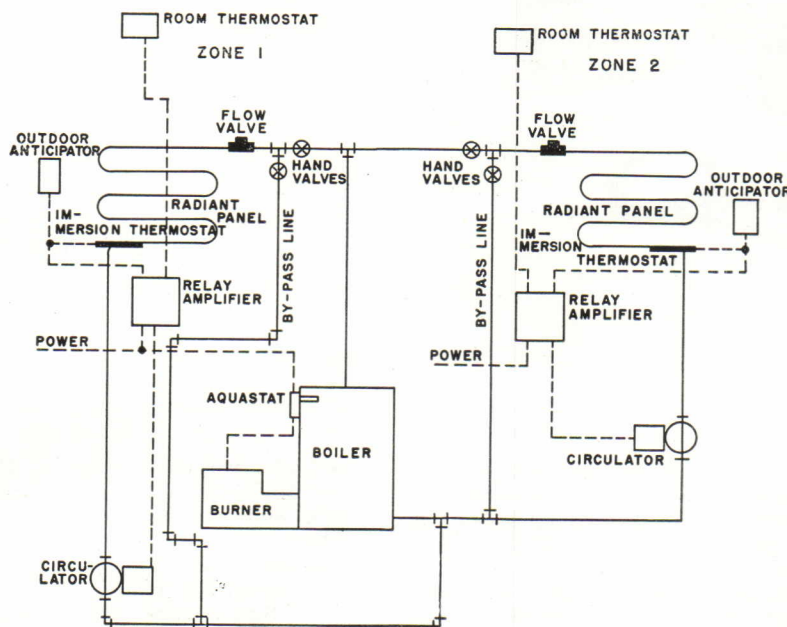 ROOM THERMOSTAT
ZONE 1
ROOM THERMOSTAT
ZONE 2
FLOW
VALVE
FLOW
VALVE
OUTDOOR
ANTICIPATOR
HAND
VALVES
HAND
VALVES
OUTDOOR
ANTICIPATOR
RADIANT
PANEL
RADIANT PANEL
IM-
MERSION THERMOSTAT
IM-
MERSION
THERMOSTAT
BY-PASS LINE
BY-PASS LINE
RELAY
AMPLIFIER
RELAY
AMPLIFIER
POWER
POWER
AQUASTAT
BOILER
CIRCULATOR
BURNER
CIRCU-
LATOR